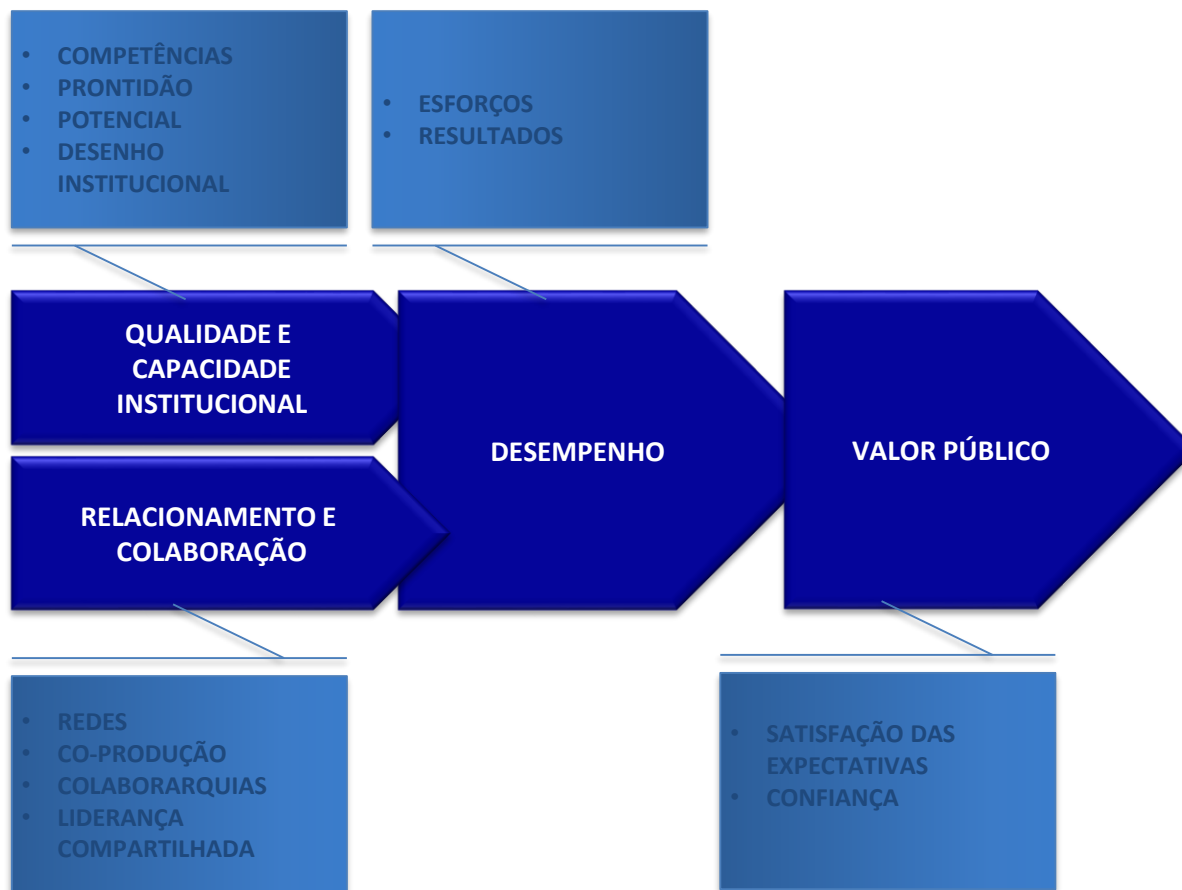 • COMPETÊNCIAS
• PRONTIDÃO
• POTENCIAL
• DESENHO
INSTITUCIONAL
• ESFORÇOS
• RESULTADOS
QUALIDADE E
CAPACIDADE
INSTITUCIONAL
RELACIONAMENTO E
COLABORAÇÃO
DESEMPENHO
VALOR PÚBLICO
• REDES
• CO-PRODUÇÃO
• COLABORARQUIAS
• LIDERANÇA
COMPARTILHADA
• SATISFAÇÃO DAS
EXPECTATIVAS
• CONFIANÇA